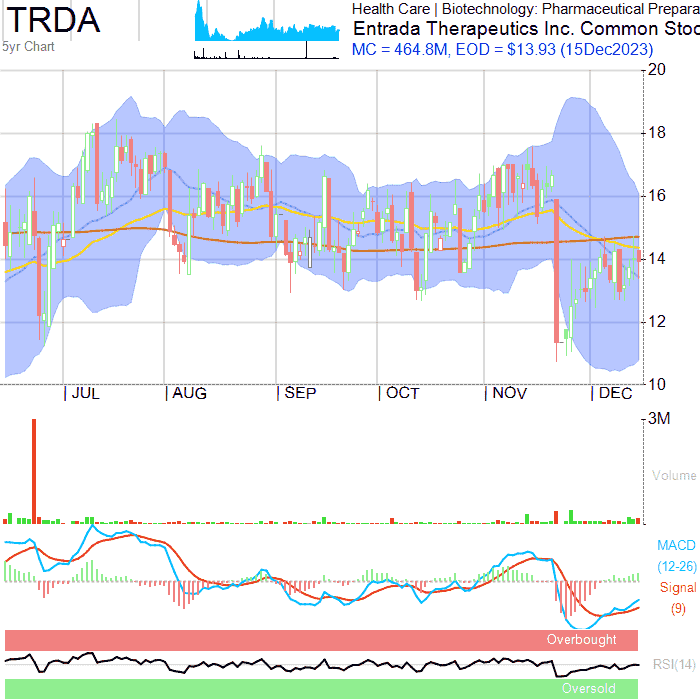 TRDA
5yr Chart
Health Care | Biotechnology: Pharmaceutical Prepara
Entrada Therapeutics Inc. Common Stoc
MC = 464.8M, EOD = $13.93 (15Dec2023)
20
18
16
14
12
10
| JUL | AUG | SEP | OCT | NOV | DEC
3M
Volume
MACD
(12-26)
Signal
(9)
Overbought
RSI(14)
Oversold